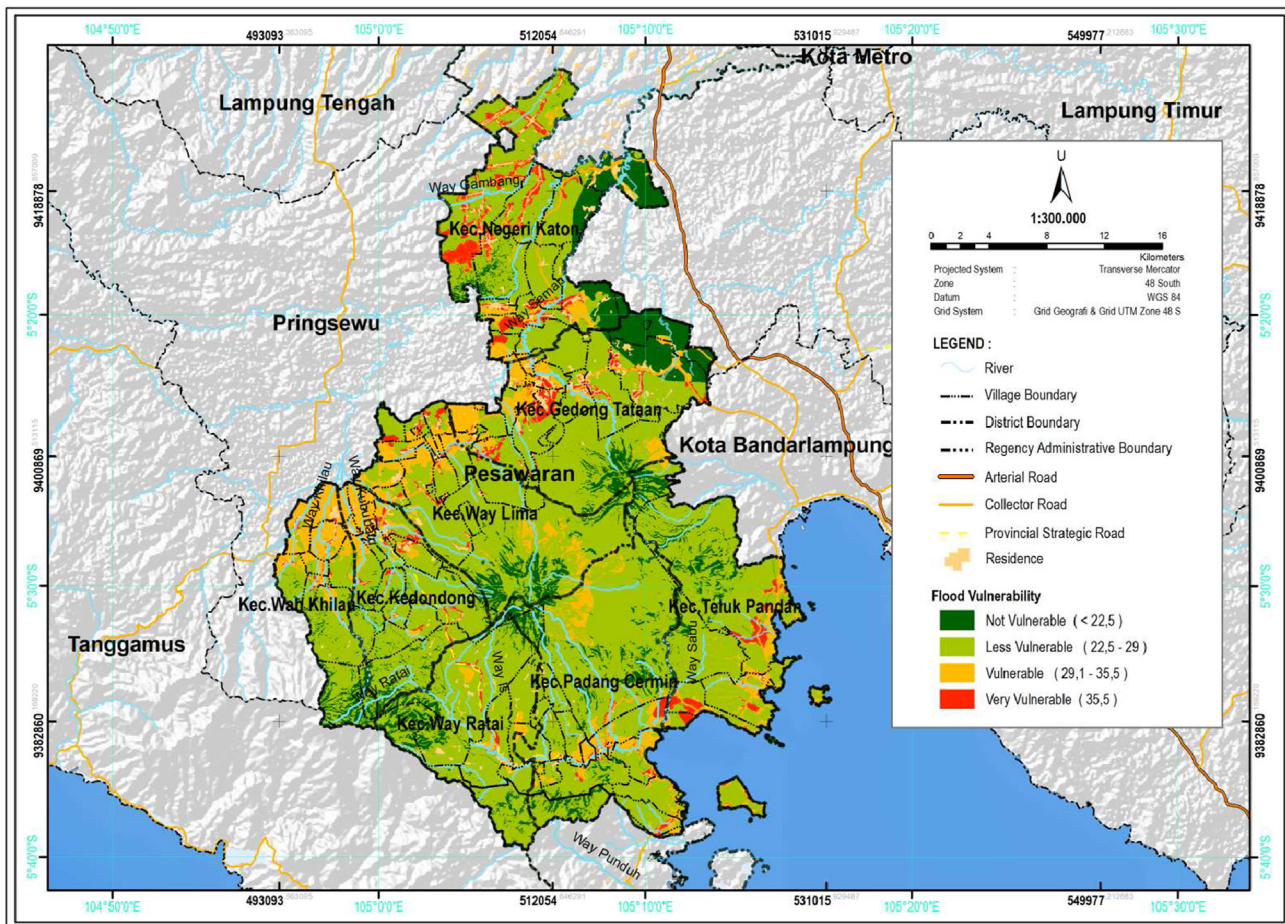 104°50'0"E
105°0'0"E
105°10'0"E
105°20'0"E
105°30'0"E
493093
512054
531015
549977
Kota Metro
Lampung Tengah
Lampung Timur
U
1:300.000
0 2 4 8 12 16
Kilometers
Projected System : Transverse Mercator
Zone 48 South
Datum : WGS 84
Grid System : Grid Geografi & Grid UTM Zone 48 S
LEGEND :
River
Village Boundary
District Boundary
Regency Administrative Boundary
Arterial Road
Collector Road
Provincial Strategic Road
Residence
Flood Vulnerability
Not Vulnerable ( < 22,5 )
Less Vulnerable ( 22,5 - 29 )
Vulnerable ( 29,1 - 35,5 )
Very Vulnerable ( 35,5 )
9418878
9418878
Way Gambang
Kec.Negeri Katon
Way Semah
5°20'0"S
5°20'0"S
Pringsewu
Kec.Gedong Tataan
Kota Bandarlampung
9400869
9400869
Pesawaran
Kec.Way Lima
5°30'0"S
5°30'0"S
Kec.Wah Khilau
Kec.Kedondong
Kec.Teluk Pandan
Tanggamus
Way Sabu
Way Ratai
Kec.Padang Cermin
Kec.Way Ratai
9382860
9382860
Way Punduh
5°40'0"S
5°40'0"S
104°50'0"E
105°0'0"E
105°10'0"E
105°20'0"E
105°30'0"E
493093
512054
531015
549977